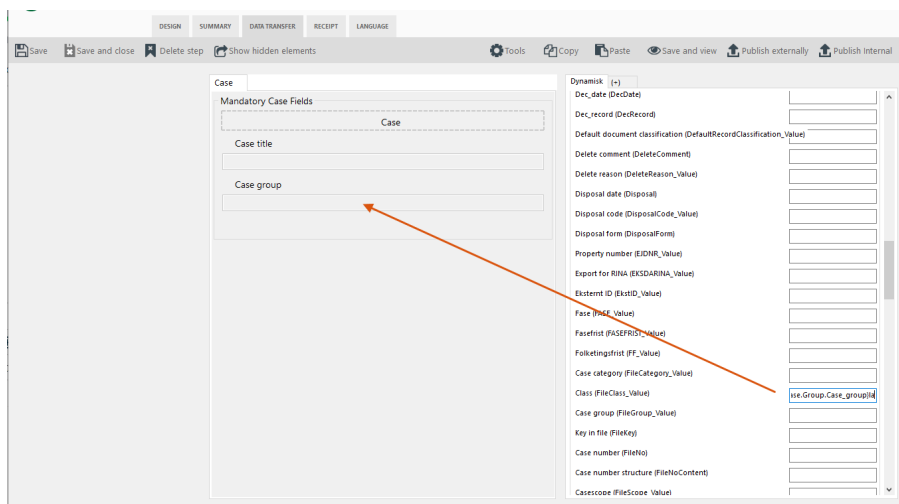 DESIGN SUMMARY DATA TRANSFER RECEIPT LANGUAGE
Save Save and close Delete step Show hidden elements Tools Copy Paste Save and view Publish externally Publish Internal
Case
Mandatory Case Fields
Case
Case title
Case group
Dynamisk (+)
Dec_date (DecDate)
Dec_record (DecRecord)
Default document classification (DefaultRecordClassification_Value)
Delete comment (DeleteComment)
Delete reason (DeleteReason_Value)
Disposal date (Disposal)
Disposal code (DisposalCode_Value)
Disposal form (DisposalForm)
Property number (EJDNR_Value)
Export for RINA (EKSDARINA_Value)
Eksternt ID (EkstID_Value)
Fase (FASE_Value)
Fasefrist (FASEFRIST_Value)
Folketingsfrist (FF_Value)
Case category (FileCategory_Value)
Class (FileClass_Value) ase.Group.Case_group)la
Case group (FileGroup_Value)
Key in file (FileKey)
Case number (FileNo)
Case number structure (FileNoContent)
Casescope (FileScope_Value)